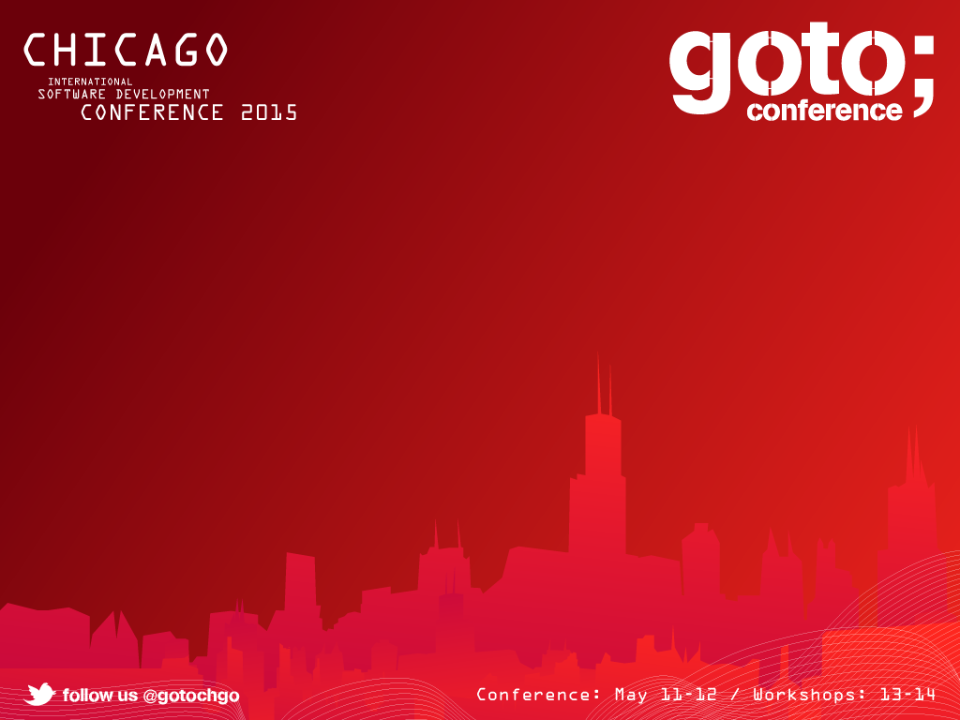 CHICAGO
INTERNATIONAL
SOFTWARE DEVELOPMENT
CONFERENCE 2015
goto;
conference
follow us @gotochgo
Conference: May 11-12 / Workshops: 13-14